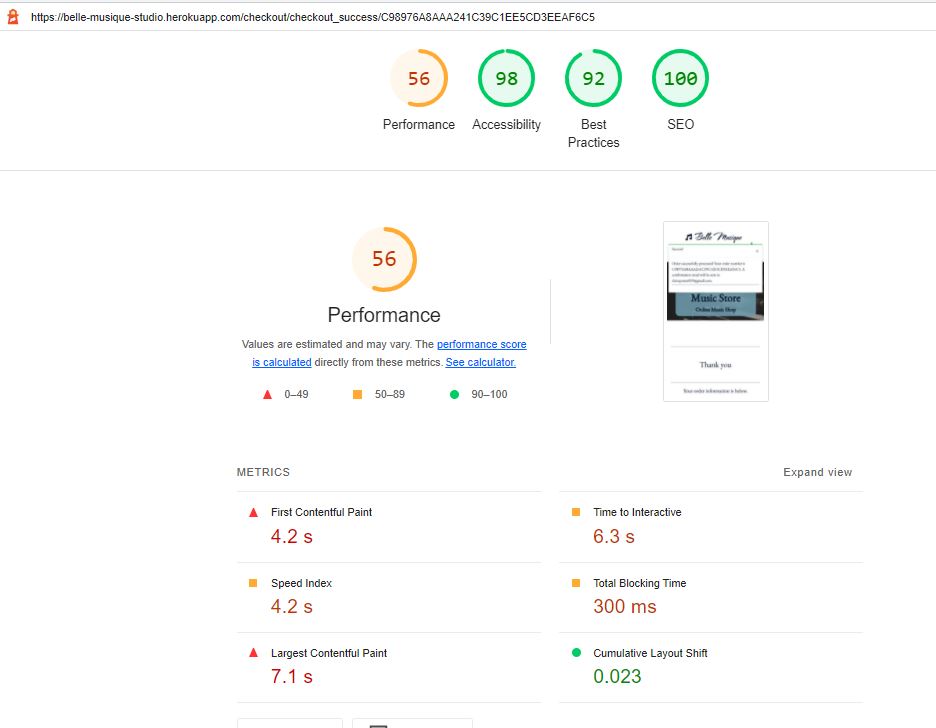 https://belle-musique-studio.herokuapp.com/checkout/checkout_success/C98976A8AAA241C39C1EE5CD3EEAF6C5
56
98
92
100
Performance
Accessibility
Best
Practices
SEO
56
Performance
Values are estimated and may vary. The performance score
is calculated directly from these metrics. See calculator.
0–49
50–89
90–100
Belle Musique
Music Store
Online Music Shop
Thank you
Your order information is below.
METRICS
Expand view
First Contentful Paint
4.2 s
Time to Interactive
6.3 s
Speed Index
4.2 s
Total Blocking Time
300 ms
Largest Contentful Paint
7.1 s
Cumulative Layout Shift
0.023